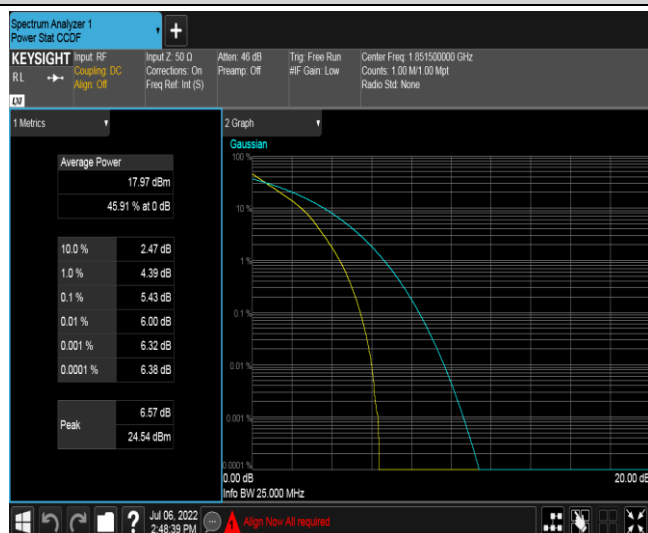 Spectrum Analyzer 1
Power Stat CCDF
+
KEYSIGHT
RL
LXI
Input: RF
Coupling: DC
Align: Off
Input Z: 50 Ω
Corrections: On
Freq Ref: Int (S)
Atten: 46 dB
Preamp: Off
Trig: Free Run
#IF Gain: Low
Center Freq: 1.851500000 GHz
Counts: 1.00 M/1.00 Mpt
Radio Std: None
1 Metrics
Average Power
17.97 dBm
45.91 % at 0 dB
10.0 % 2.47 dB
1.0 % 4.39 dB
0.1 % 5.43 dB
0.01 % 6.00 dB
0.001 % 6.32 dB
0.0001 % 6.38 dB
Peak
6.57 dB
24.54 dBm
2 Graph
Gaussian
100 %
10 %
1 %
0.1 %
0.01 %
0.001 %
0.0001 %
0.00 dB
20.00 dB
Info BW 25.000 MHz
?
Jul 06, 2022
2:48:39 PM
Align Now All required